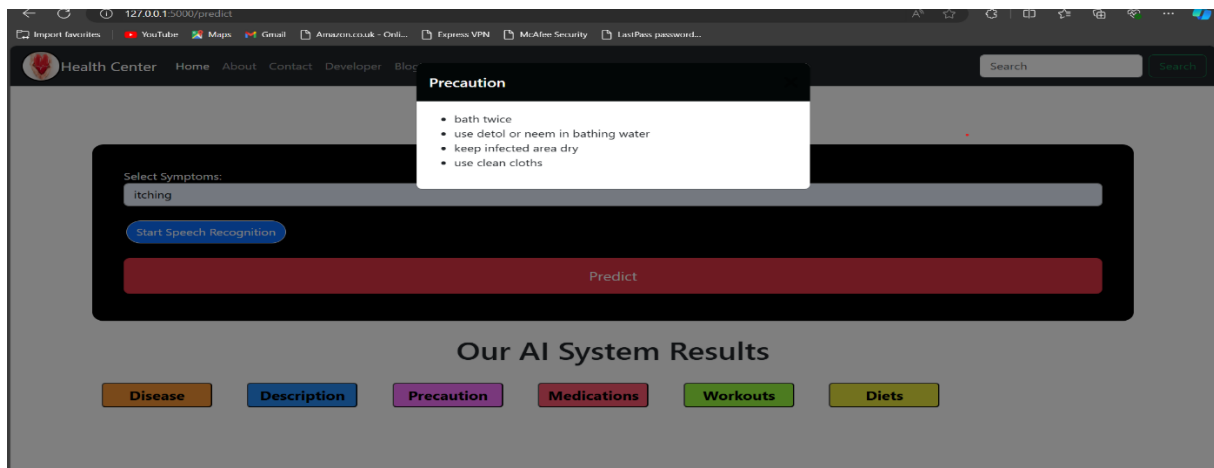 127.0.0.1:5000/predict
Import favorites YouTube Maps Gmail Amazon.co.uk - Onli... Express VPN McAfee Security LastPass password...
Health Center Home About Contact Developer Blog Search Search
Precaution
bath twice
use detol or neem in bathing water
keep infected area dry
use clean cloths
Select Symptoms:
itching
Start Speech Recognition
Predict
Our AI System Results
Disease Description Precaution Medications Workouts Diets